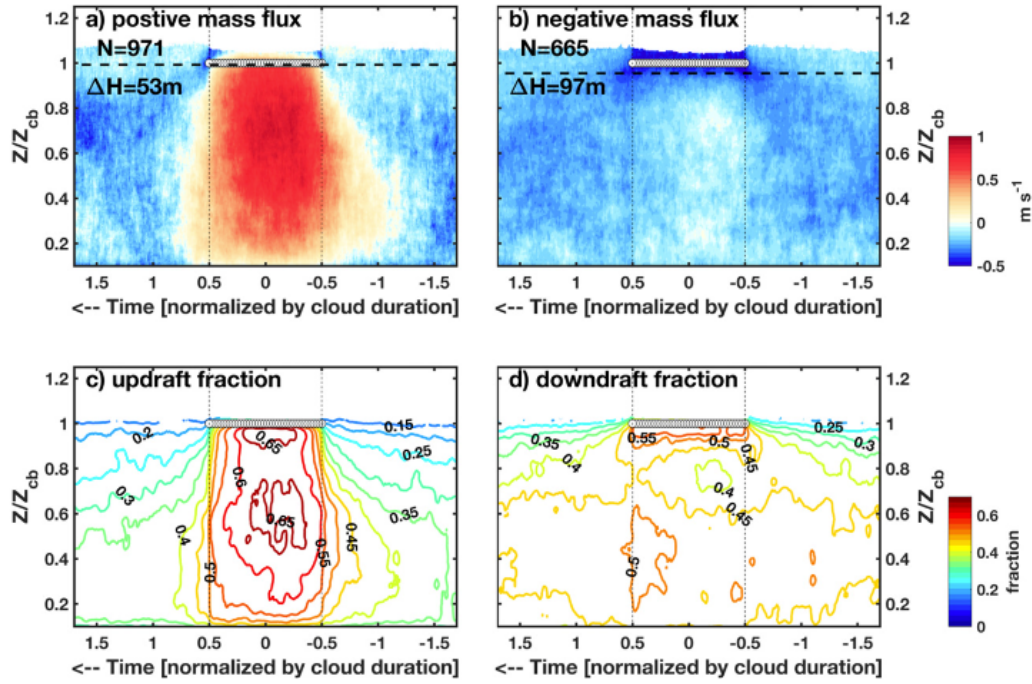 a) postive mass flux
N=971
ΔH=53m
1.2
1
0.8
0.6
0.4
0.2
Z/Z_cb
1.5 1 0.5 0 -0.5 -1 -1.5
<-- Time [normalized by cloud duration]
b) negative mass flux
N=665
ΔH=97m
1.2
1
0.8
0.6
0.4
0.2
Z/Z_cb
1.5 1 0.5 0 -0.5 -1 -1.5
<-- Time [normalized by cloud duration]
1
0.5
0
-0.5
m s⁻¹
c) updraft fraction
1.2
1
0.8
0.6
0.4
0.2
Z/Z_cb
0.2
0.15
0.65
0.25
0.3
0.6
0.35
0.65
0.4
0.45
0.55
0.5
1.5 1 0.5 0 -0.5 -1 -1.5
<-- Time [normalized by cloud duration]
d) downdraft fraction
1.2
1
0.8
0.6
0.4
0.2
Z/Z_cb
0.25
0.35
0.55
0.5
0.3
0.45
0.4
0.4
0.45
0.5
1.5 1 0.5 0 -0.5 -1 -1.5
<-- Time [normalized by cloud duration]
0.6
0.4
0.2
0
fraction